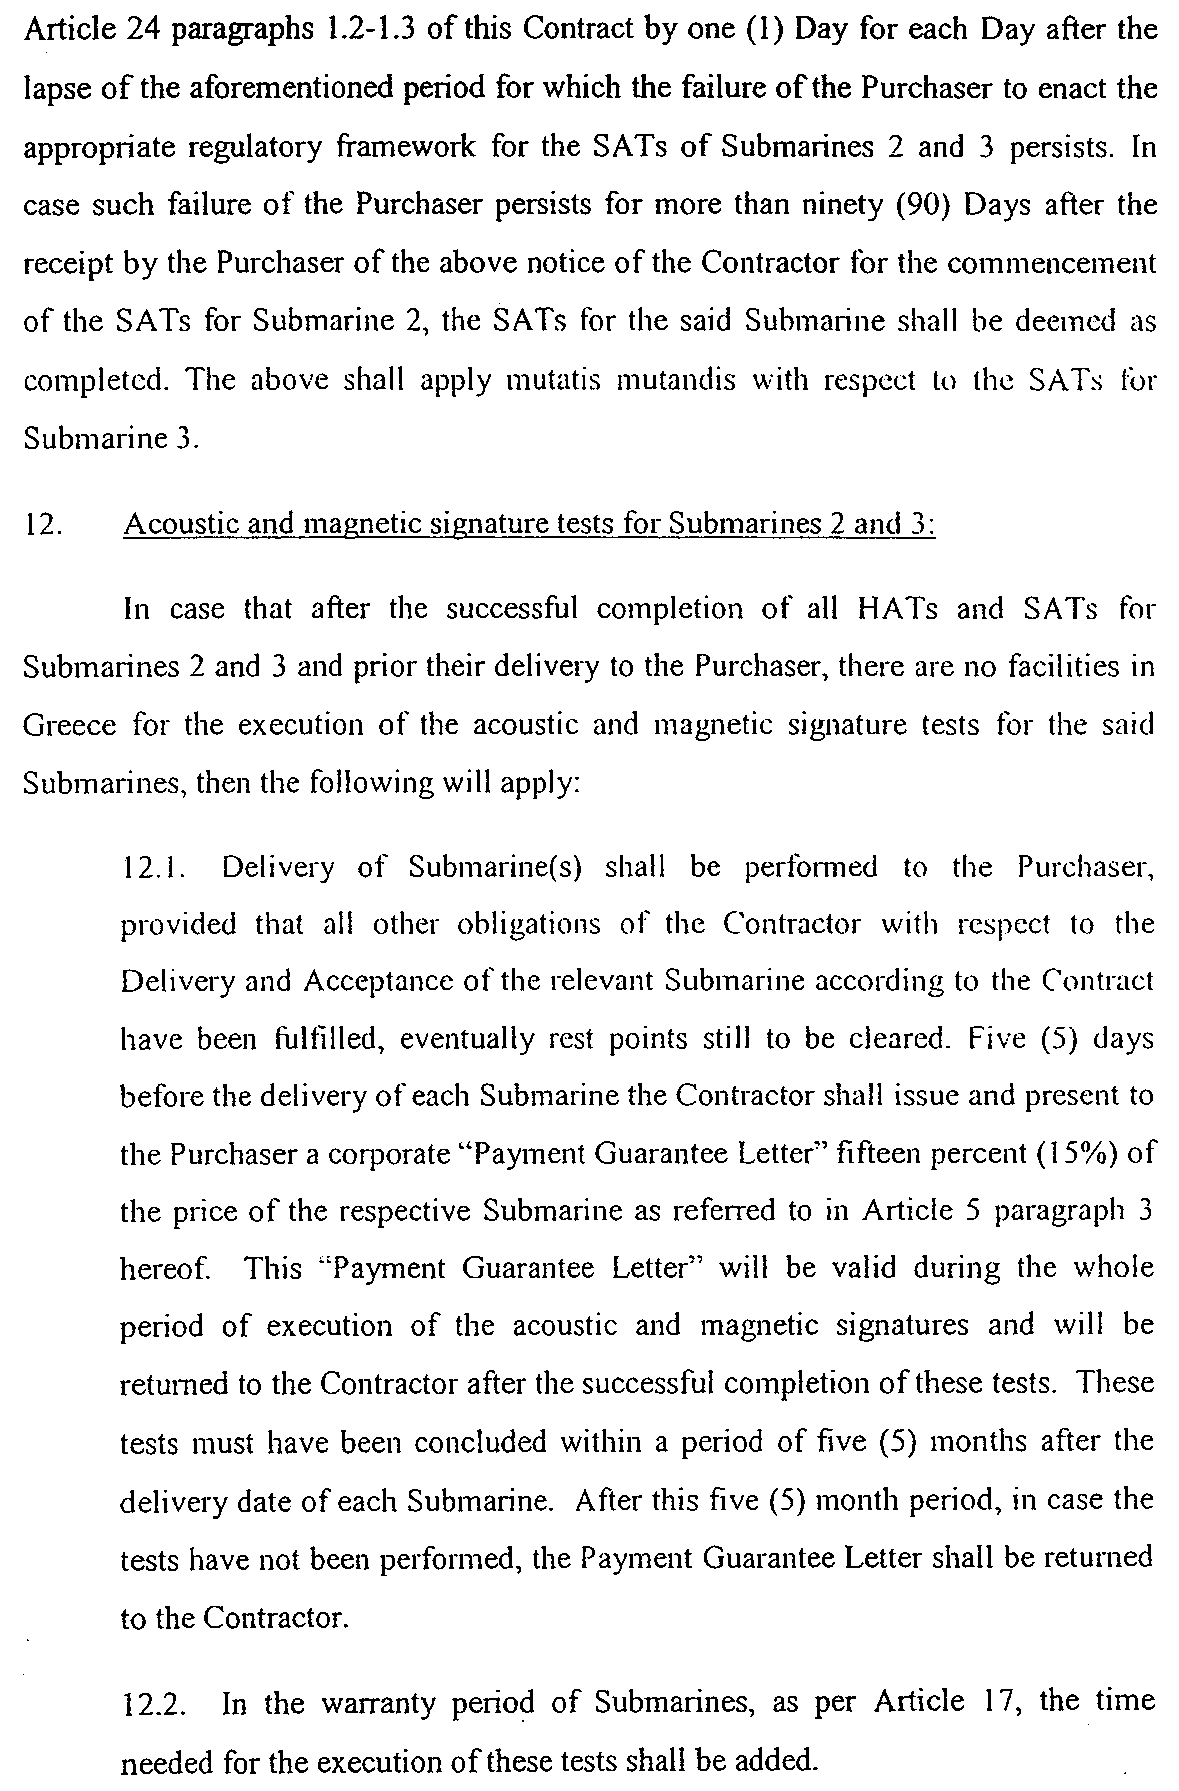 Article 24 paragraphs 1.2-1.3 of this Contract by one (1) Day for each Day after the
lapse of the aforementioned period for which the failure of the Purchaser to enact the
appropriate regulatory framework for the SATs of Submarines 2 and 3 persists. In
case such failure of the Purchaser persists for more than ninety (90) Days after the
receipt by the Purchaser of the above notice of the Contractor for the commencement
of the SATs for Submarine 2, the SATs for the said Submarine shall be deemed as
completed. The above shall apply mutatis mutandis with respect to the SATs for
Submarine 3.
12. Acoustic and magnetic signature tests for Submarines 2 and 3:
In case that after the successful completion of all HATs and SATs for
Submarines 2 and 3 and prior their delivery to the Purchaser, there are no facilities in
Greece for the execution of the acoustic and magnetic signature tests for the said
Submarines, then the following will apply:
12.1. Delivery of Submarine(s) shall be performed to the Purchaser,
provided that all other obligations of the Contractor with respect to the
Delivery and Acceptance of the relevant Submarine according to the Contract
have been fulfilled, eventually rest points still to be cleared. Five (5) days
before the delivery of each Submarine the Contractor shall issue and present to
the Purchaser a corporate “Payment Guarantee Letter” fifteen percent (15%) of
the price of the respective Submarine as referred to in Article 5 paragraph 3
hereof. This “Payment Guarantee Letter” will be valid during the whole
period of execution of the acoustic and magnetic signatures and will be
returned to the Contractor after the successful completion of these tests. These
tests must have been concluded within a period of five (5) months after the
delivery date of each Submarine. After this five (5) month period, in case the
tests have not been performed, the Payment Guarantee Letter shall be returned
to the Contractor.
12.2. In the warranty period of Submarines, as per Article 17, the time
needed for the execution of these tests shall be added.